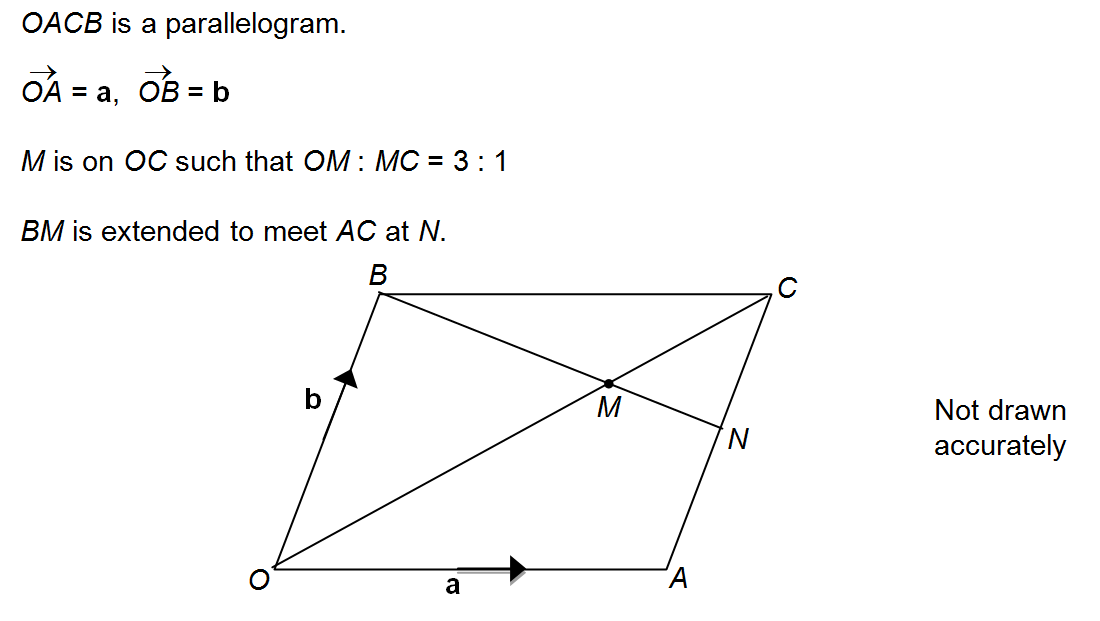 OACB is a parallelogram.
OA = a, OB = b
M is on OC such that OM : MC = 3 : 1
BM is extended to meet AC at N.
B
C
b
M
N
Not drawn
accurately
O
a
A